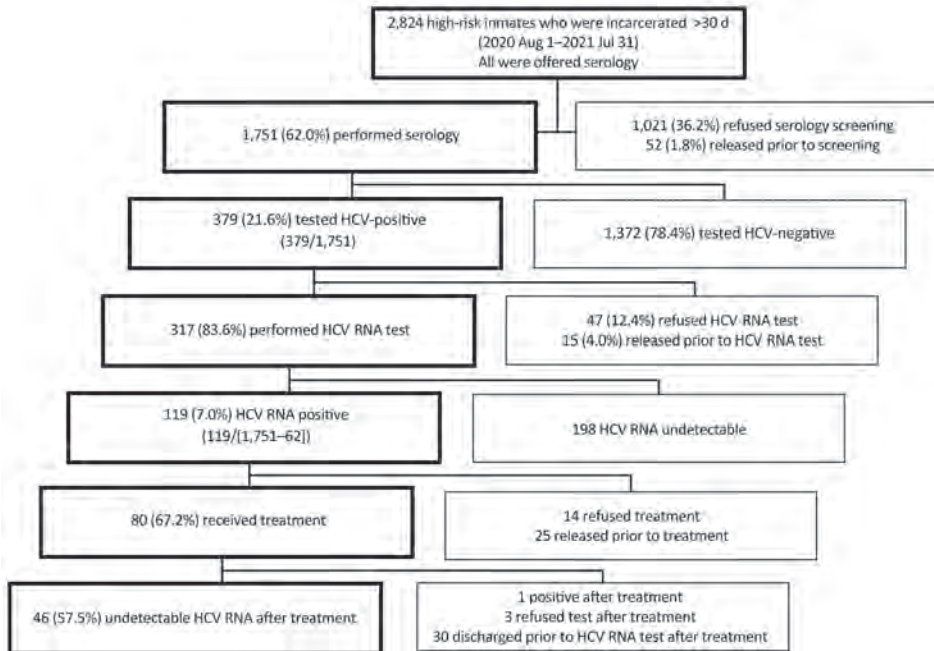 2,824 high-risk inmates who were incarcerated >30 d
(2020 Aug 1–2021 Jul 31)
All were offered serology
1,751 (62.0%) performed serology
1,021 (36.2%) refused serology screening
52 (1.8%) released prior to screening
379 (21.6%) tested HCV-positive
(379/1,751)
1,372 (78.4%) tested HCV-negative
317 (83.6%) performed HCV RNA test
47 (12.4%) refused HCV RNA test
15 (4.0%) released prior to HCV RNA test
119 (7.0%) HCV RNA positive
(119/[1,751–62])
198 HCV RNA undetectable
80 (67.2%) received treatment
14 refused treatment
25 released prior to treatment
46 (57.5%) undetectable HCV RNA after treatment
1 positive after treatment
3 refused test after treatment
30 discharged prior to HCV RNA test after treatment